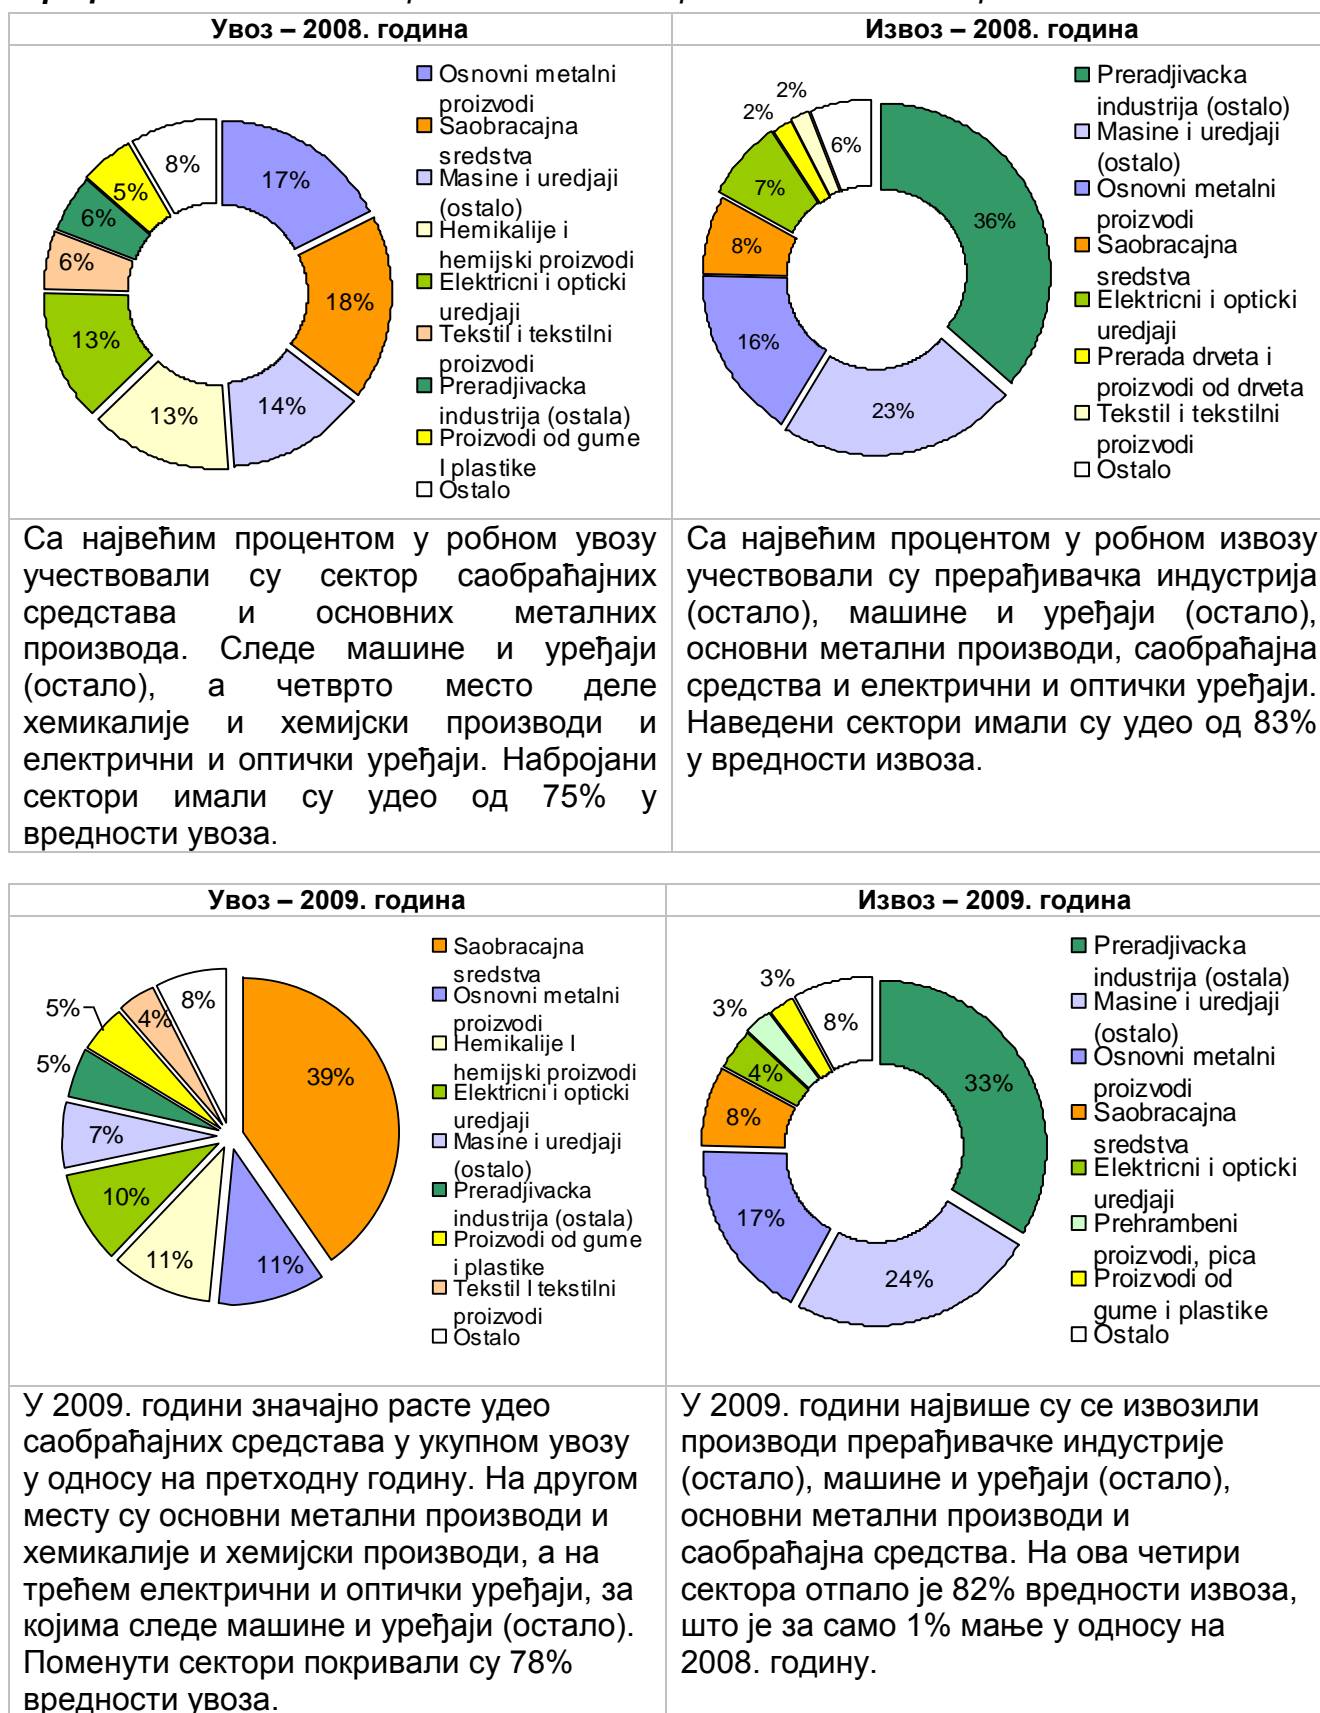 Увоз – 2008. година
Извоз – 2008. година
8%
17%
5%
6%
6%
18%
13%
13%
14%
Osnovni metalni
proizvodi
Saobracajna
sredstva
Masine i uredjaji
(ostalo)
Hemikalije i
hemijski proizvodi
Elektricni i opticki
uredjaji
Tekstil i tekstilni
proizvodi
Preradjivacka
industrija (ostala)
Proizvodi od gume
I plastike
Ostalo
2%
2%
6%
7%
36%
8%
16%
23%
Preradjivacka
industrija (ostalo)
Masine i uredjaji
(ostalo)
Osnovni metalni
proizvodi
Saobracajna
sredstva
Elektricni i opticki
uredjaji
Prerada drveta i
proizvodi od drveta
Tekstil i tekstilni
proizvodi
Ostalo
Са највећим процентом у робном увозу
учествовали су сектор саобраћајних
средстава и основних металних
производа. Следе машине и уређаји
(остало), а четврто место деле
хемикалије и хемијски производи и
електрични и оптички уређаји. Набројани
сектори имали су удео од 75% у
вредности увоза.
Са највећим процентом у робном извозу
учествовали су прерађивачка индустрија
(остало), машине и уређаји (остало),
основни метални производи, саобраћајна
средства и електрични и оптички уређаји.
Наведени сектори имали су удео од 83%
у вредности извоза.
Увоз – 2009. година
Извоз – 2009. година
8%
5%
4%
5%
39%
7%
10%
11%
11%
Saobracajna
sredstva
Osnovni metalni
proizvodi
Hemikalije I
hemijski proizvodi
Elektricni i opticki
uredjaji
Masine i uredjaji
(ostalo)
Preradjivacka
industrija (ostala)
Proizvodi od gume
i plastike
Tekstil I tekstilni
proizvodi
Ostalo
3%
3%
8%
4%
33%
8%
17%
24%
Preradjivacka
industrija (ostala)
Masine i uredjaji
(ostalo)
Osnovni metalni
proizvodi
Saobracajna
sredstva
Elektricni i opticki
uredjaji
Prehrambeni
proizvodi, pica
Proizvodi od
gume i plastike
Ostalo
У 2009. години значајно расте удео
саобраћајних средстава у укупном увозу
у односу на претходну годину. На другом
месту су основни метални производи и
хемикалије и хемијски производи, а на
трећем електрични и оптички уређаји, за
којима следе машине и уређаји (остало).
Поменути сектори покривали су 78%
вредности увоза.
У 2009. години највише су се извозили
производи прерађивачке индустрије
(остало), машине и уређаји (остало),
основни метални производи и
саобраћајна средства. На ова четири
сектора отпало је 82% вредности извоза,
што је за само 1% мање у односу на
2008. годину.